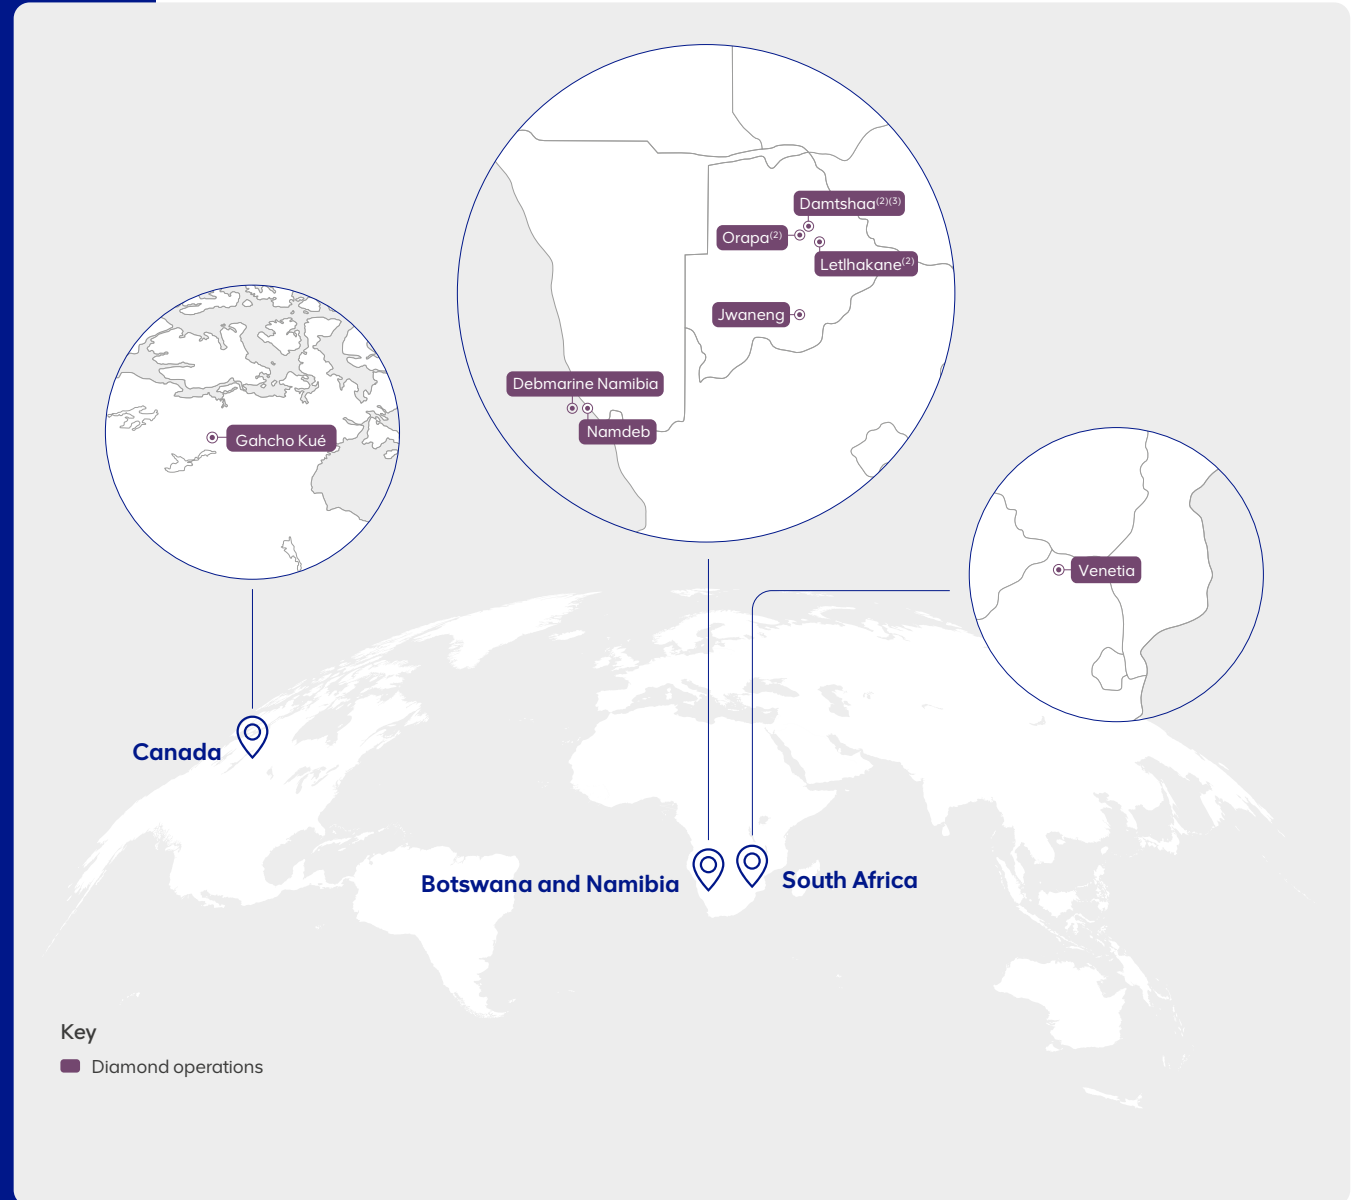 Damtshaa(2)(3)
Orapa(2)
Letlhakane(2)
Jwaneng
Debmarine Namibia
Namdeb
Gahcho Kué
Venetia
Canada
Botswana and Namibia
South Africa
Key
Diamond operations